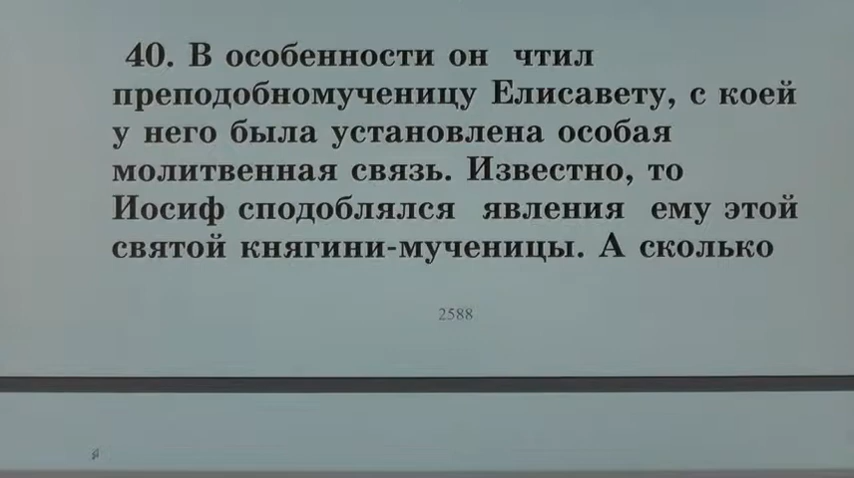 40. В особенности он чтил
преподобномученицу Елисавету, с коей
у него была установлена особая
молитвенная связь. Известно, то
Иосиф сподоблялся явления ему этой
святой княгини-мученицы. А сколько
2588